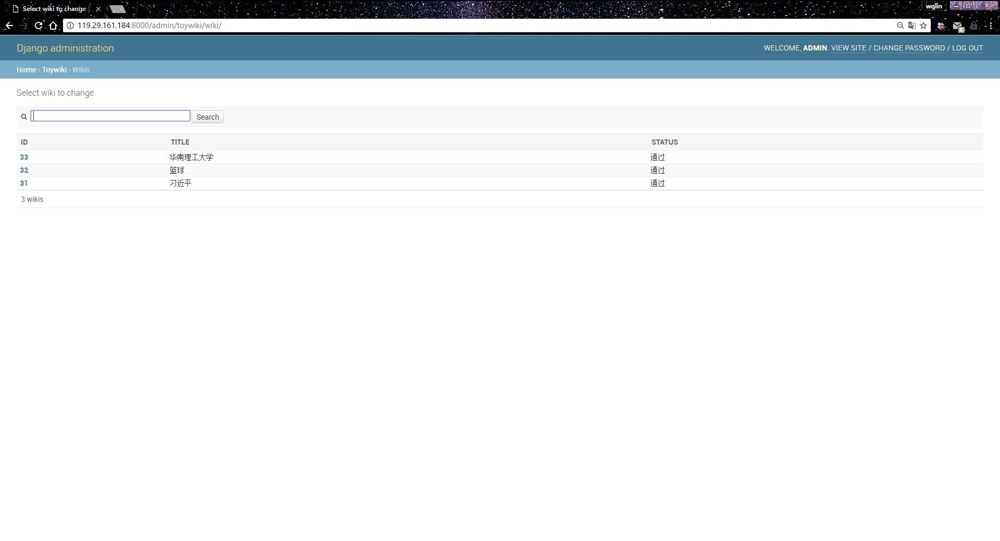 Select wiki to change
wqlin
119.29.161.184:8000/admin/toywiki/wiki/
Django administration
WELCOME, ADMIN. VIEW SITE / CHANGE PASSWORD / LOG OUT
Home › Toywiki › Wikis
Select wiki to change
Search
ID TITLE STATUS
33 华南理工大学 通过
32 篮球 通过
31 习近平 通过
3 wikis